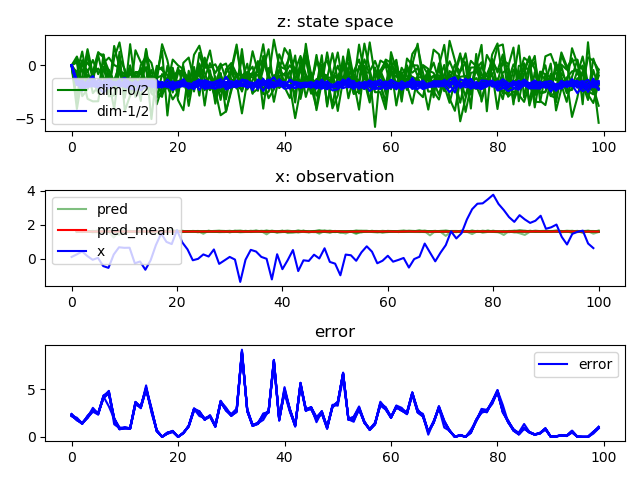 z: state space
0
−5
dim-0/2
dim-1/2
0
20
40
60
80
100
x: observation
4
2
0
pred
pred_mean
x
0
20
40
60
80
100
error
5
0
error
0
20
40
60
80
100